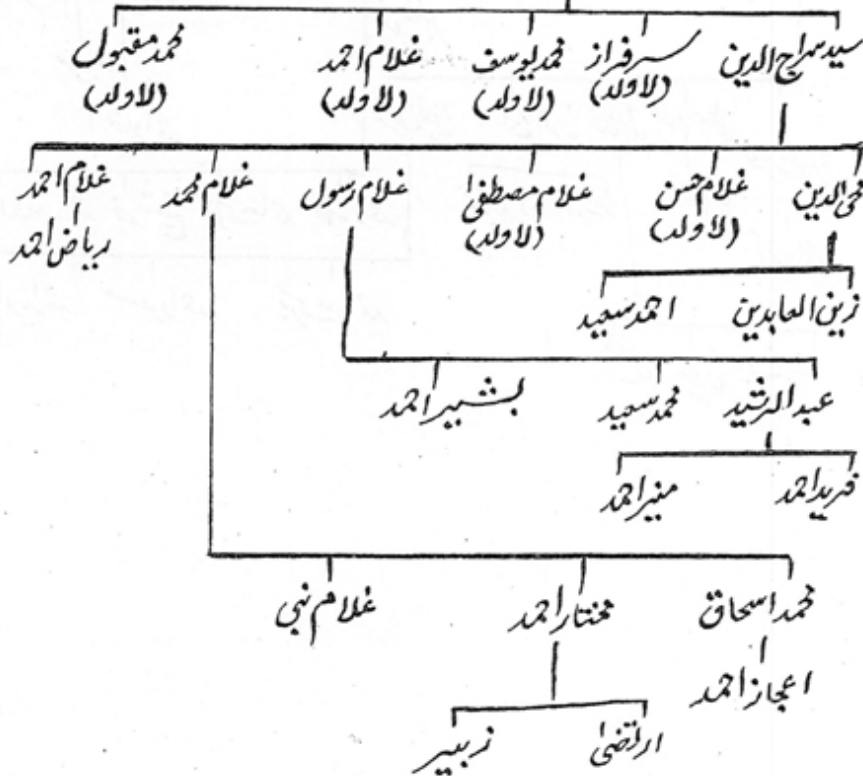 سید سراج الدین سرفراز محمد یوسف غلام احمد محمد مقبول
(لاولد) (لاولد) (لاولد) (لاولد)
محی الدین غلام حسن غلام مصطفیٰ غلام رسول غلام محمد غلام احمد
(لاولد) (لاولد) ریاض احمد
زین العابدین احمد سعید
عبدالرشید محمد سعید بشیر احمد
فرید احمد منیر احمد
محمد اسحاق مختار احمد غلام نبی
اعجاز احمد
ارتضیٰ زبیر